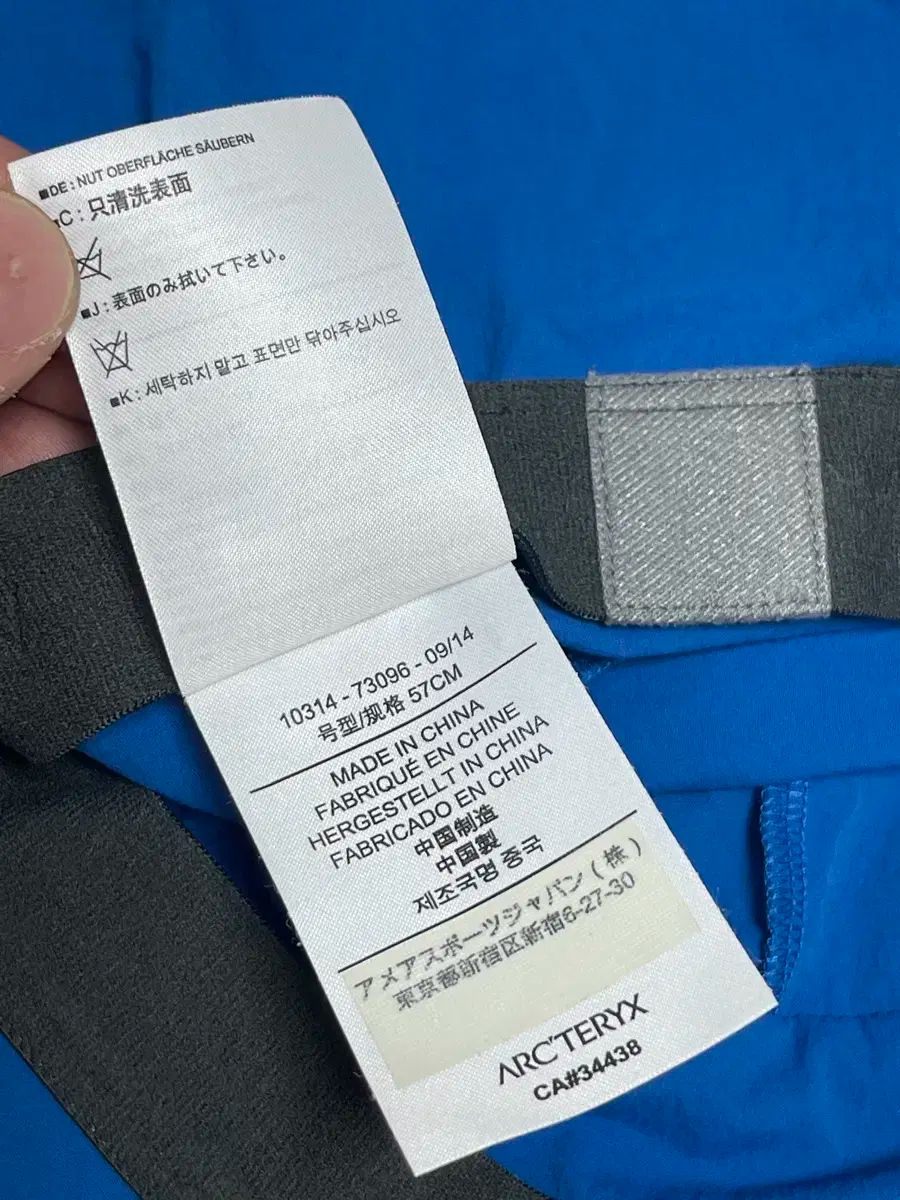 ■DE : NUT OBERFLÄCHE SÄUBERN
■C : 只清洗表面
■J : 表面のみ拭いて下さい。
■K : 세탁하지 말고 표면만 닦아주십시오
10314 - 73096 - 09/14
号型/规格 57CM
MADE IN CHINA
FABRIQUÉ EN CHINE
HERGESTELLT IN CHINA
FABRICADO EN CHINA
中国制造
中国製
제조국명 중국
アメアスポーツジャパン(株)
東京都新宿区新宿6-27-30
ARC'TERYX
CA#34438